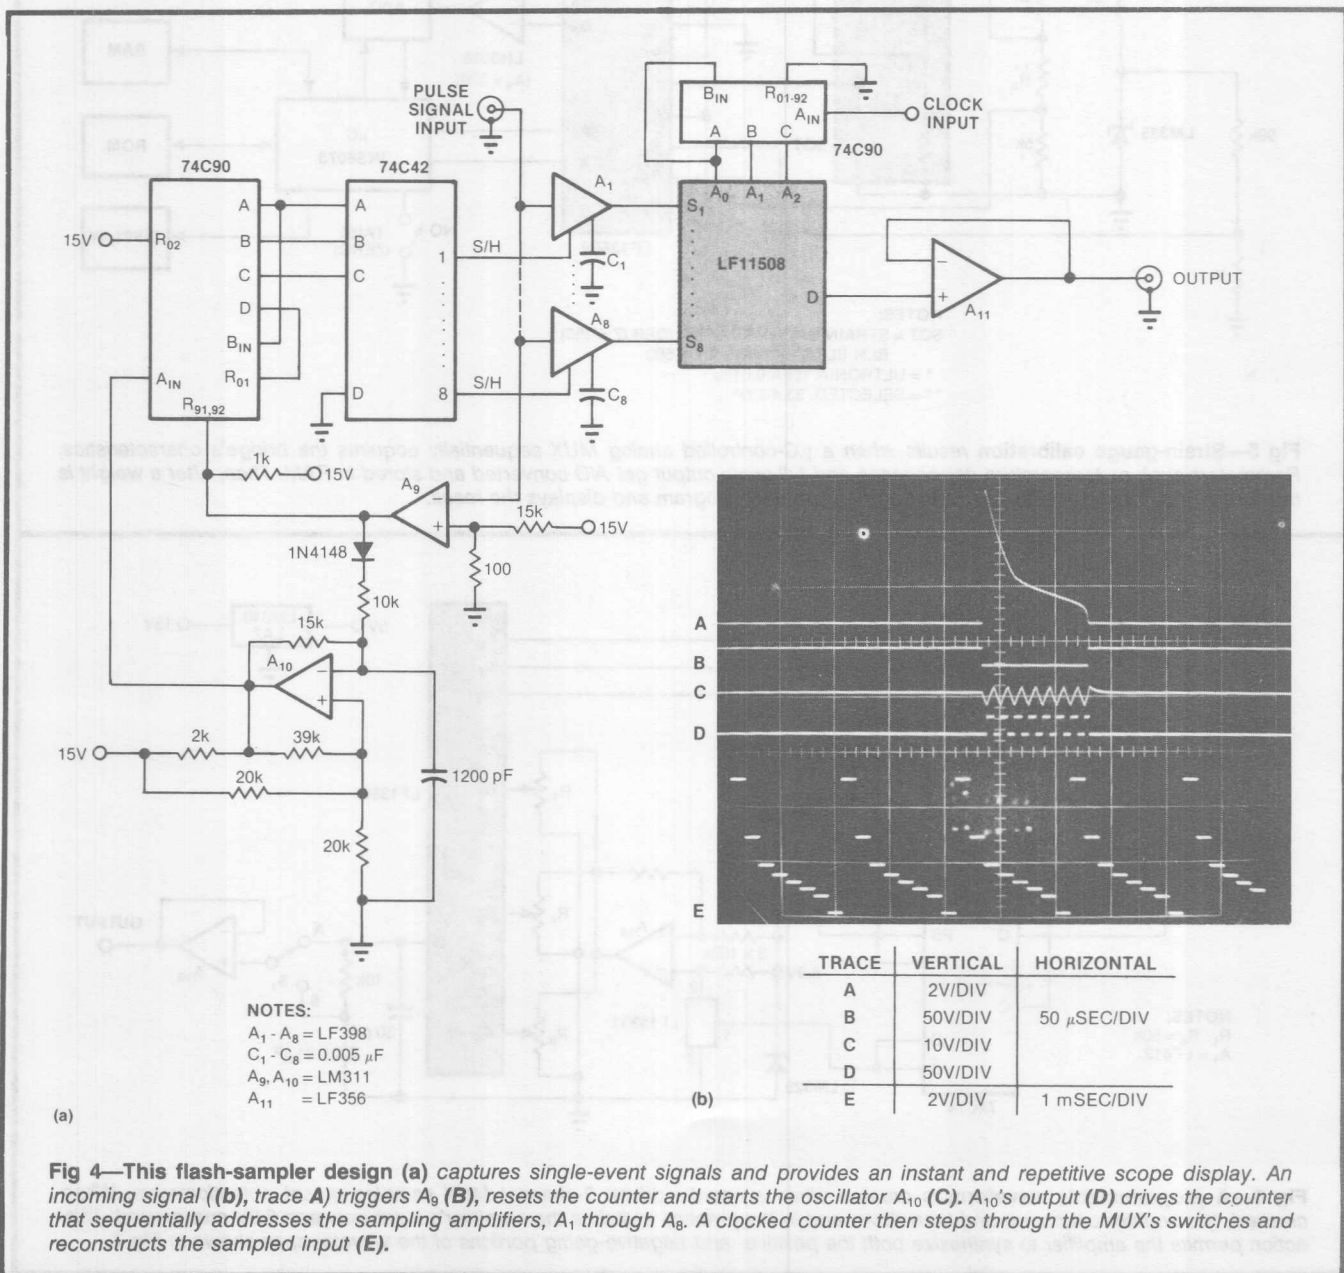 PULSE
SIGNAL
INPUT
74C90
A
B
C
D
BIN
R01
15V
R02
AIN
R91,92
74C42
A
B
C
D
1
8
S/H
S/H
A1
C1
A8
C8
BIN
R01-92
AIN
A
B
C
74C90
CLOCK
INPUT
A0
A1
A2
S1
S8
LF11508
D
A11
OUTPUT
1k
15V
A9
15k
15V
100
1N4148
10k
15k
A10
15V
2k
39k
20k
20k
1200 pF
NOTES:
A1 - A8 = LF398
C1 - C8 = 0.005 µF
A9, A10 = LM311
A11 = LF356
(a)
A
B
C
D
E
(b)
TRACE VERTICAL HORIZONTAL
A 2V/DIV
B 50V/DIV 50 µSEC/DIV
C 10V/DIV
D 50V/DIV
E 2V/DIV 1 mSEC/DIV
Fig 4—This flash-sampler design (a) captures single-event signals and provides an instant and repetitive scope display. An
incoming signal ((b), trace A) triggers A9 (B), resets the counter and starts the oscillator A10 (C). A10's output (D) drives the counter
that sequentially addresses the sampling amplifiers, A1 through A8. A clocked counter then steps through the MUX's switches and
reconstructs the sampled input (E).